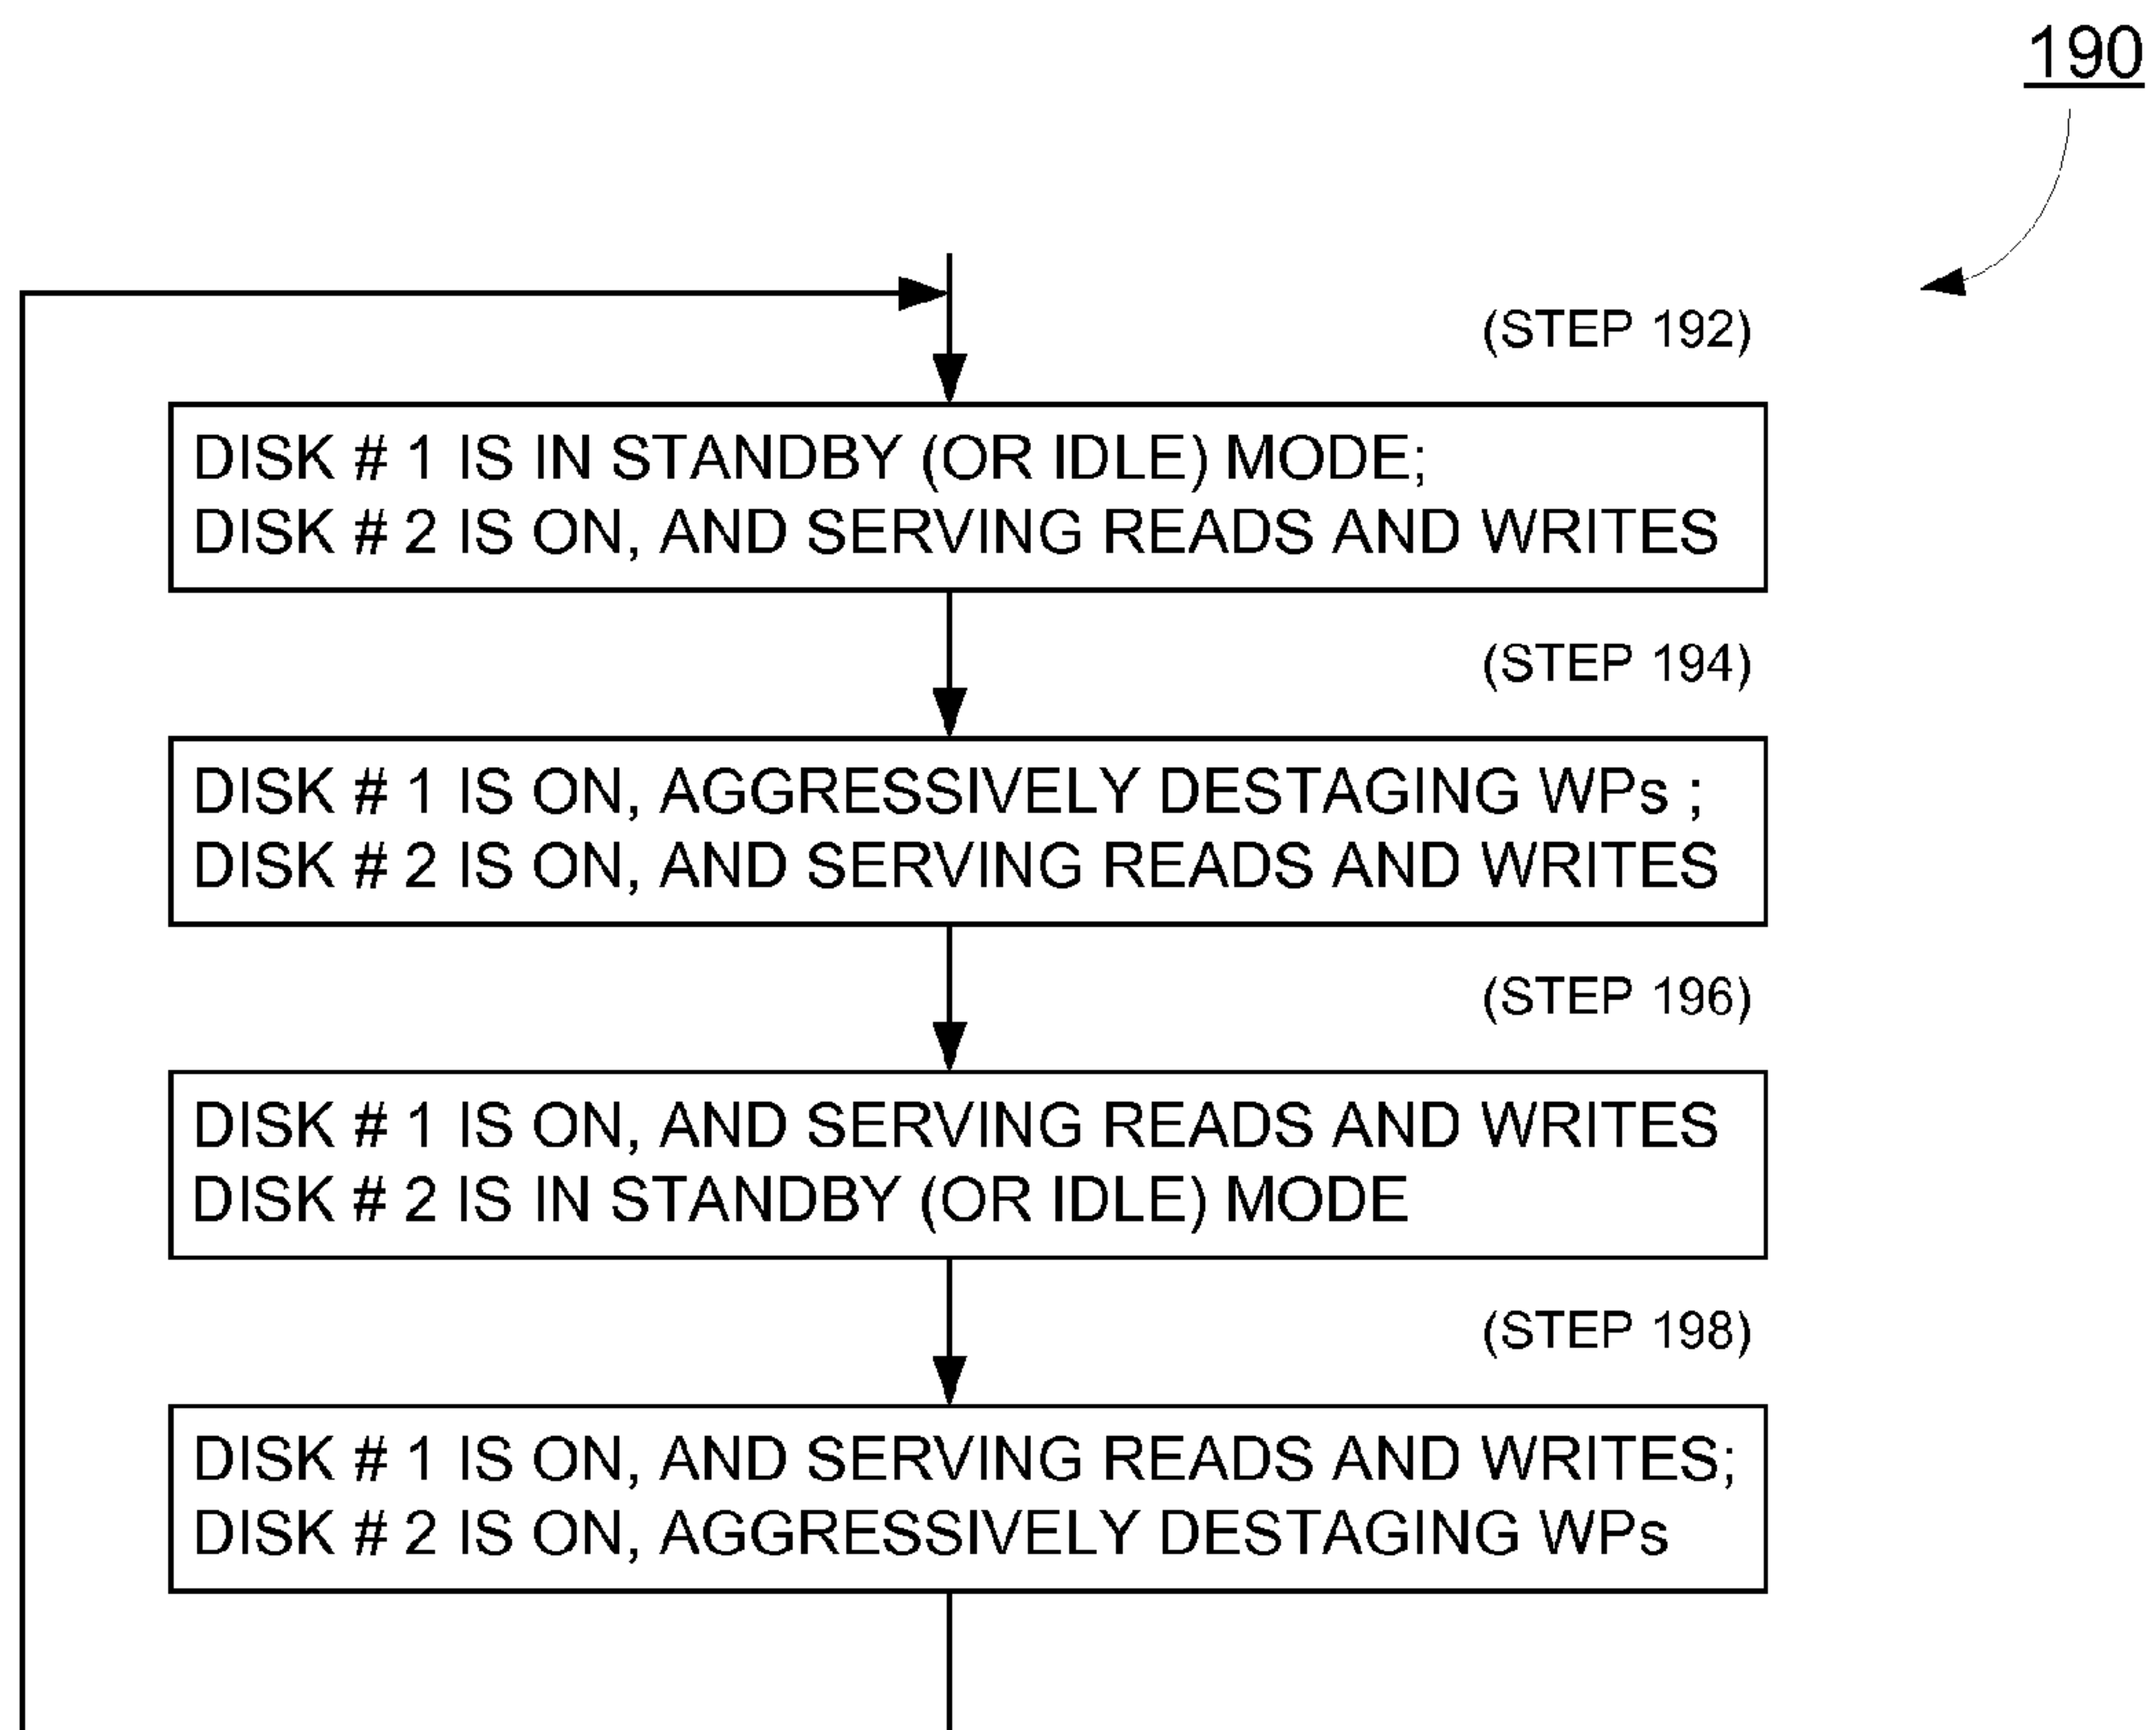 190
(STEP 192)
DISK # 1 IS IN STANDBY (OR IDLE) MODE;
DISK # 2 IS ON, AND SERVING READS AND WRITES
(STEP 194)
DISK # 1 IS ON, AGGRESSIVELY DESTAGING WPs ;
DISK # 2 IS ON, AND SERVING READS AND WRITES
(STEP 196)
DISK # 1 IS ON, AND SERVING READS AND WRITES
DISK # 2 IS IN STANDBY (OR IDLE) MODE
(STEP 198)
DISK # 1 IS ON, AND SERVING READS AND WRITES;
DISK # 2 IS ON, AGGRESSIVELY DESTAGING WPs